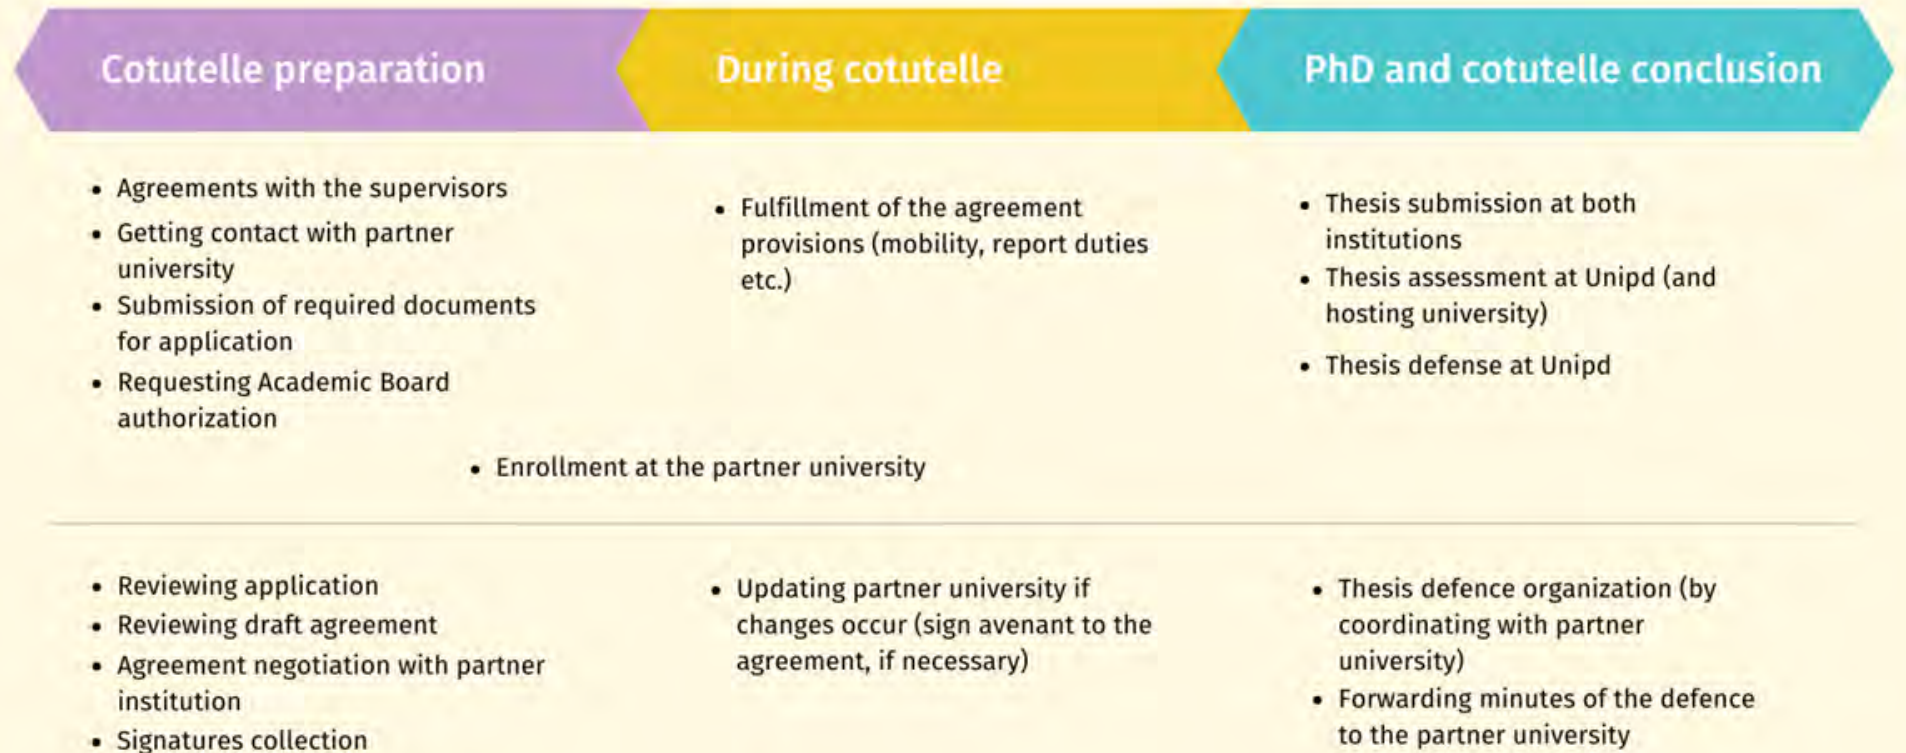 Cotutelle preparation
During cotutelle
PhD and cotutelle conclusion
• Agreements with the supervisors
• Getting contact with partner
university
• Submission of required documents
for application
• Requesting Academic Board
authorization
• Fulfillment of the agreement
provisions (mobility, report duties
etc.)
• Thesis submission at both
institutions
• Thesis assessment at Unipd (and
hosting university)
• Thesis defense at Unipd
• Enrollment at the partner university
• Reviewing application
• Reviewing draft agreement
• Agreement negotiation with partner
institution
• Signatures collection
• Updating partner university if
changes occur (sign avenant to the
agreement, if necessary)
• Thesis defence organization (by
coordinating with partner
university)
• Forwarding minutes of the defence
to the partner university